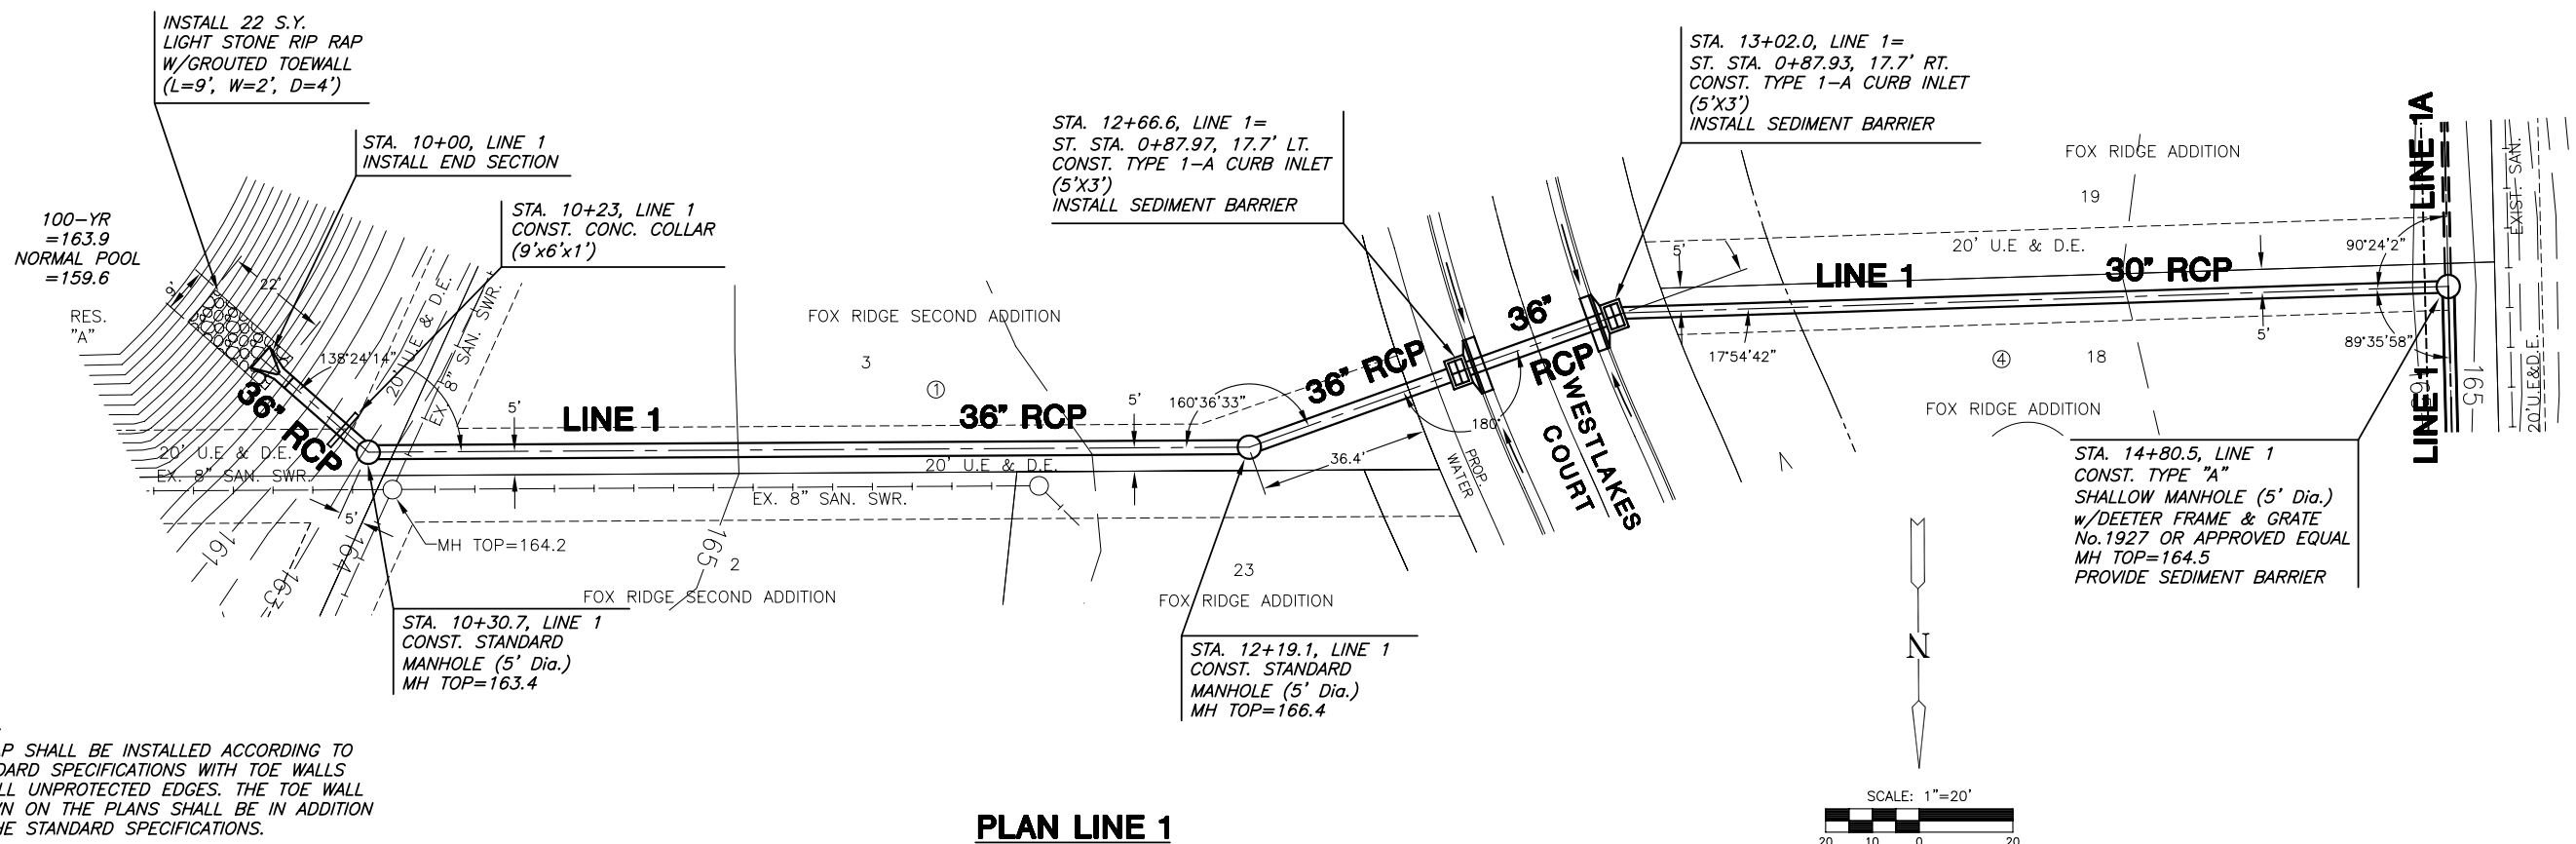 INSTALL 22 S.Y.
LIGHT STONE RIP RAP
W/GROUTED TOEWALL
(L=9', W=2', D=4')
STA. 10+00, LINE 1
INSTALL END SECTION
STA. 10+23, LINE 1
CONST. CONC. COLLAR
(9'x6'x1')
100-YR
=163.9
NORMAL POOL
=159.6
RES.
"A"
9'
22'
138°24'14"
20' U.E & D.E.
EX 8" SAN. SWR.
36" RCP
20' U.E & D.E.
EX. 8" SAN. SWR.
5'
161
163
164
MH TOP=164.2
STA. 10+30.7, LINE 1
CONST. STANDARD
MANHOLE (5' Dia.)
MH TOP=163.4
5'
LINE 1
165
2
FOX RIDGE SECOND ADDITION
FOX RIDGE SECOND ADDITION
3
1
36" RCP
5'
20' U.E & D.E.
EX. 8" SAN. SWR.
160°36'33"
STA. 12+66.6, LINE 1=
ST. STA. 0+87.97, 17.7' LT.
CONST. TYPE 1-A CURB INLET
(5'X3')
INSTALL SEDIMENT BARRIER
36" RCP
36.4'
180°
PROP.
WATER
23
FOX RIDGE ADDITION
STA. 12+19.1, LINE 1
CONST. STANDARD
MANHOLE (5' Dia.)
MH TOP=166.4
36"
RCP
WESTLAKES
COURT
STA. 13+02.0, LINE 1=
ST. STA. 0+87.93, 17.7' RT.
CONST. TYPE 1-A CURB INLET
(5'X3')
INSTALL SEDIMENT BARRIER
5'
17°54'42"
LINE 1
30" RCP
FOX RIDGE ADDITION
19
20' U.E & D.E.
5'
4
18
FOX RIDGE ADDITION
90°24'2"
89°35'58"
LINE 1A
LINE 1
165
EXIST. SAN.
20'U.E&D.E.
STA. 14+80.5, LINE 1
CONST. TYPE "A"
SHALLOW MANHOLE (5' Dia.)
w/DEETER FRAME & GRATE
No.1927 OR APPROVED EQUAL
MH TOP=164.5
PROVIDE SEDIMENT BARRIER
N
SCALE: 1"=20'
20 10 0 20
SHALL BE INSTALLED ACCORDING TO
SPECIFICATIONS WITH TOE WALLS
UNPROTECTED EDGES. THE TOE WALL
ON THE PLANS SHALL BE IN ADDITION
STANDARD SPECIFICATIONS.
PLAN LINE 1